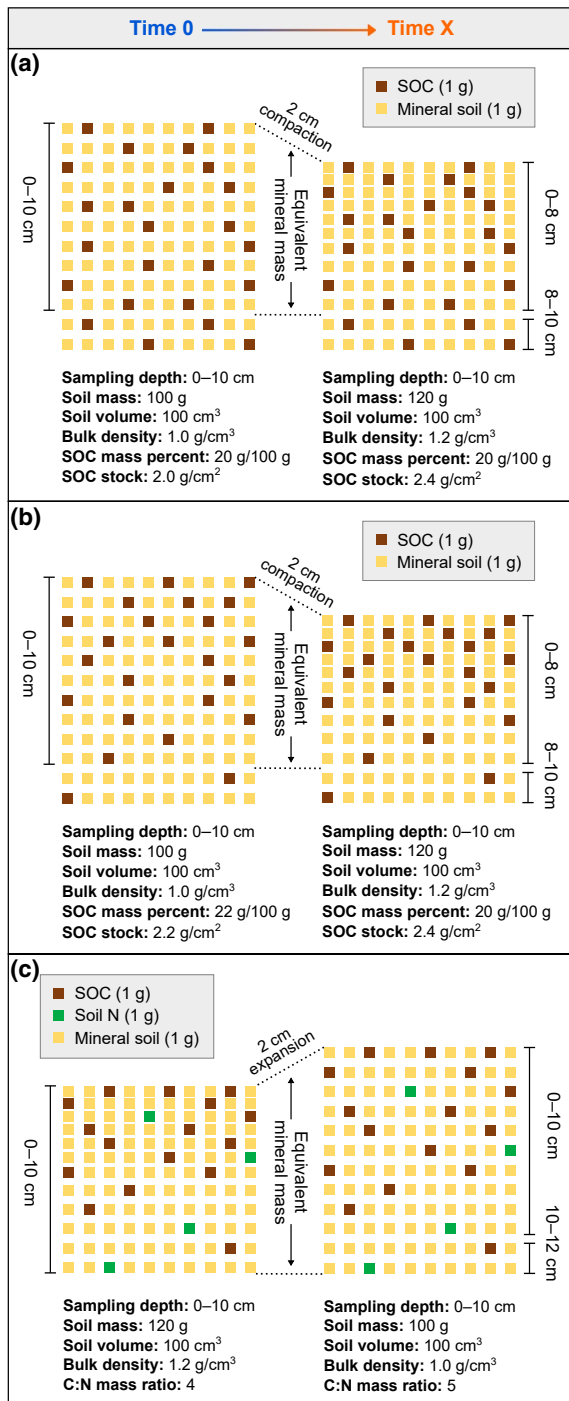 Time 0 Time X
(a)
SOC (1 g)
Mineral soil (1 g)
2 cm
compaction
0–10 cm
Equivalent
mineral mass
0–8 cm
8–10 cm
Sampling depth: 0–10 cm
Soil mass: 100 g
Soil volume: 100 cm³
Bulk density: 1.0 g/cm³
SOC mass percent: 20 g/100 g
SOC stock: 2.0 g/cm²
Sampling depth: 0–10 cm
Soil mass: 120 g
Soil volume: 100 cm³
Bulk density: 1.2 g/cm³
SOC mass percent: 20 g/100 g
SOC stock: 2.4 g/cm²
(b)
SOC (1 g)
Mineral soil (1 g)
2 cm
compaction
0–10 cm
Equivalent
mineral mass
0–8 cm
8–10 cm
Sampling depth: 0–10 cm
Soil mass: 100 g
Soil volume: 100 cm³
Bulk density: 1.0 g/cm³
SOC mass percent: 22 g/100 g
SOC stock: 2.2 g/cm²
Sampling depth: 0–10 cm
Soil mass: 120 g
Soil volume: 100 cm³
Bulk density: 1.2 g/cm³
SOC mass percent: 20 g/100 g
SOC stock: 2.4 g/cm²
(c)
SOC (1 g)
Soil N (1 g)
Mineral soil (1 g)
2 cm
expansion
0–10 cm
Equivalent
mineral mass
0–10 cm
10–12 cm
Sampling depth: 0–10 cm
Soil mass: 120 g
Soil volume: 100 cm³
Bulk density: 1.2 g/cm³
C:N mass ratio: 4
Sampling depth: 0–10 cm
Soil mass: 100 g
Soil volume: 100 cm³
Bulk density: 1.0 g/cm³
C:N mass ratio: 5